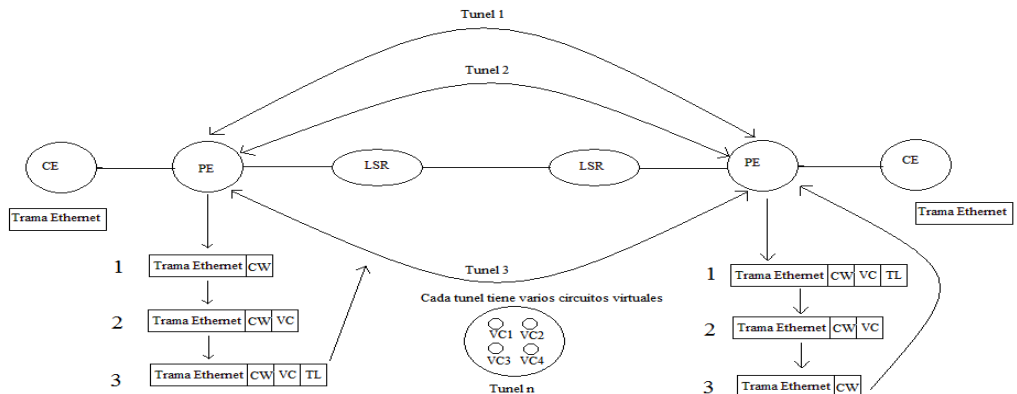 Tunel 1
Tunel 2
CE
PE
LSR
LSR
PE
CE
Trama Ethernet
Trama Ethernet
Tunel 3
1 Trama Ethernet CW
2 Trama Ethernet CW VC
3 Trama Ethernet CW VC TL
Cada tunel tiene varios circuitos virtuales
VC1 VC2
VC3 VC4
Tunel n
1 Trama Ethernet CW VC TL
2 Trama Ethernet CW VC
3 Trama Ethernet CW